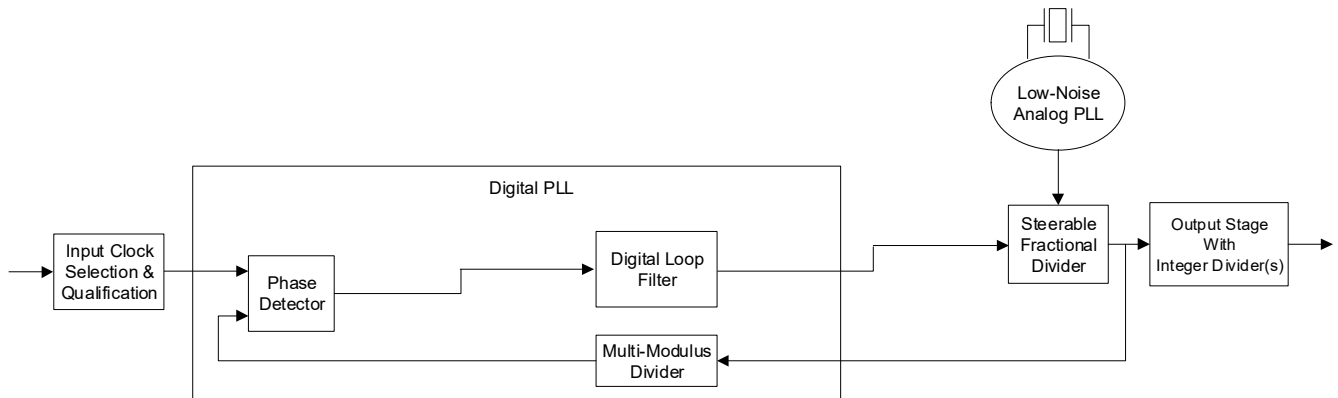 Low-Noise
Analog PLL
Digital PLL
Input Clock
Selection &
Qualification
Phase
Detector
Digital Loop
Filter
Multi-Modulus
Divider
Steerable
Fractional
Divider
Output Stage
With
Integer Divider(s)